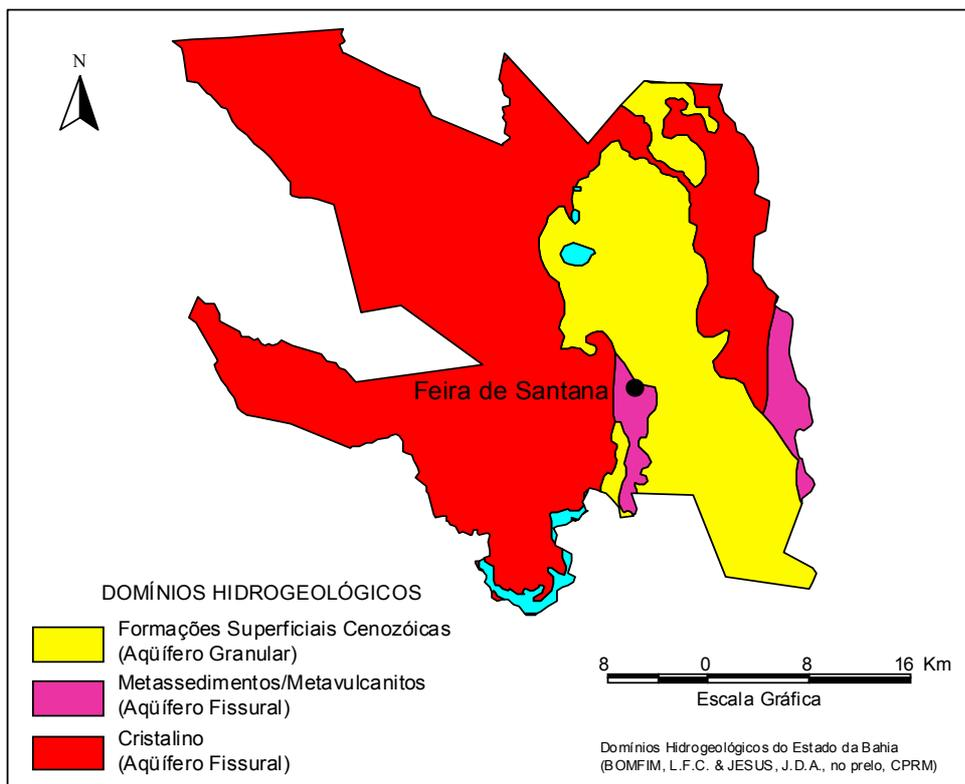 N
Feira de Santana
DOMÍNIOS HIDROGEOLÓGICOS
Formações Superficiais Cenozóicas
(Aqüífero Granular)
Metassedimentos/Metavulcanitos
(Aqüífero Fissural)
Cristalino
(Aqüífero Fissural)
8 0 8 16 Km
Escala Gráfica
Domínios Hidrogeológicos do Estado da Bahia
(BOMFIM, L.F.C. & JESUS, J.D.A., no prelo, CPRM)